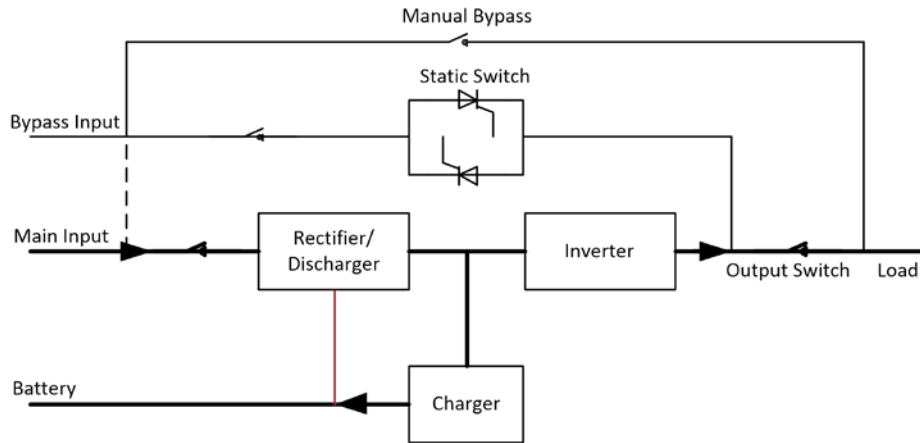 Manual Bypass
Static Switch
Bypass Input
Main Input
Rectifier/
Discharger
Inverter
Output Switch
Load
Battery
Charger